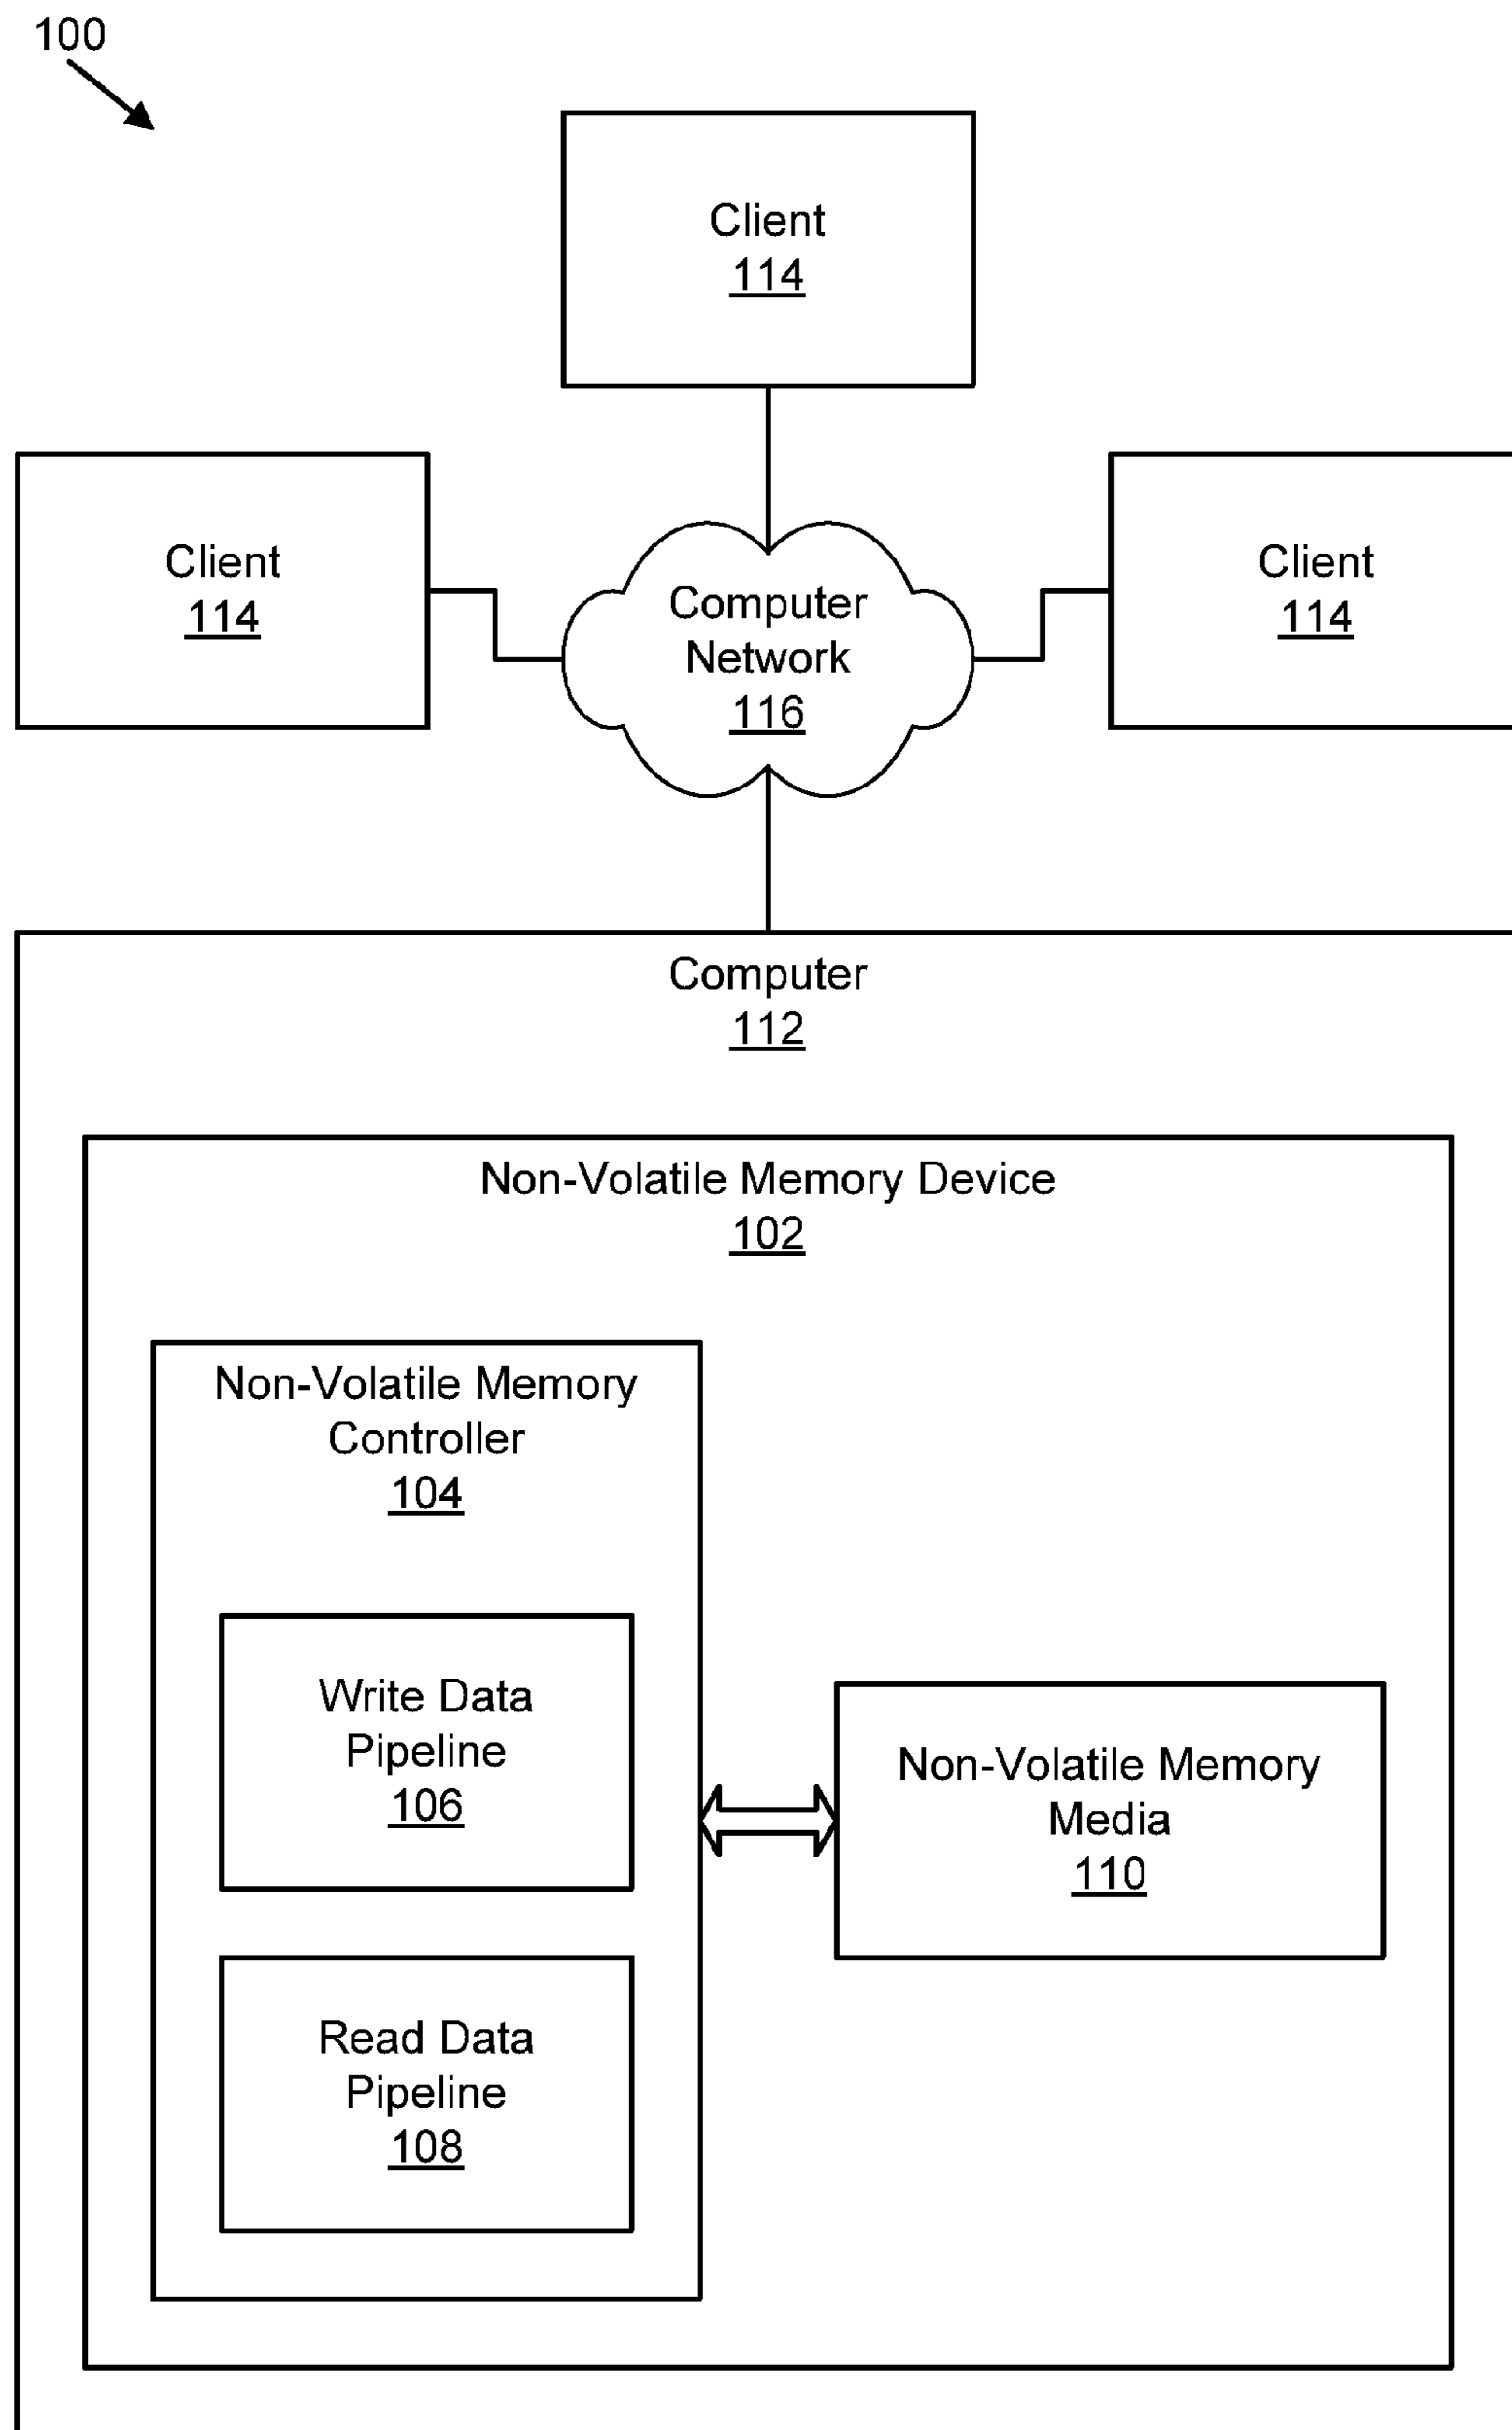 100
Client
114
Client
114
Client
114
Computer
Network
116
Computer
112
Non-Volatile Memory Device
102
Non-Volatile Memory
Controller
104
Write Data
Pipeline
106
Non-Volatile Memory
Media
110
Read Data
Pipeline
108